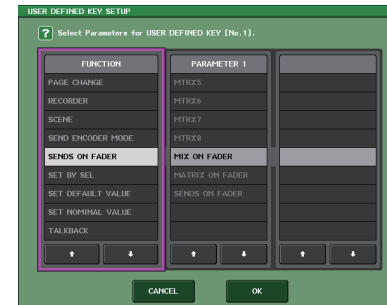 USER DEFINED KEY SETUP
? Select Parameters for USER DEFINED KEY [No.1].
FUNCTION
PAGE CHANGE
RECORDER
SCENE
SEND ENCODER MODE
SENDS ON FADER
SET BY SEL
SET DEFAULT VALUE
SET NOMINAL VALUE
TALKBACK
PARAMETER 1
MTRX5
MTRX6
MTRX7
MTRX8
MIX ON FADER
MATRIX ON FADER
SENDS ON FADER
CANCEL
OK